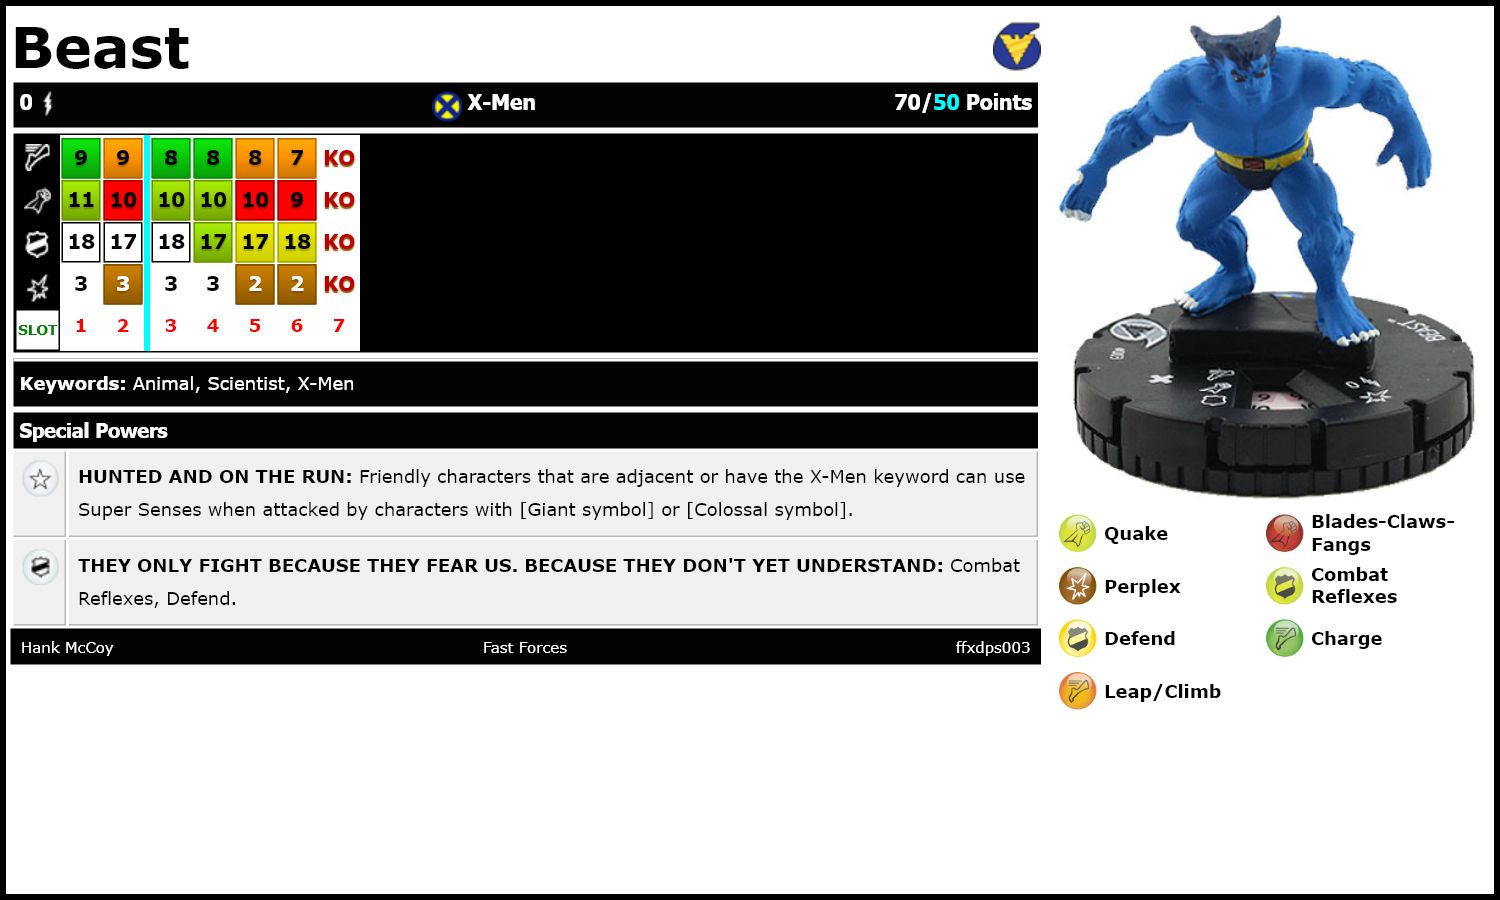 Beast
0 X-Men 70/50 Points
9 9 8 8 8 7 KO
11 10 10 10 10 9 KO
18 17 18 17 17 18 KO
3 3 3 3 2 2 KO
SLOT 1 2 3 4 5 6 7
Keywords: Animal, Scientist, X-Men
Special Powers
HUNTED AND ON THE RUN: Friendly characters that are adjacent or have the X-Men keyword can use
Super Senses when attacked by characters with [Giant symbol] or [Colossal symbol].
THEY ONLY FIGHT BECAUSE THEY FEAR US. BECAUSE THEY DON'T YET UNDERSTAND: Combat
Reflexes, Defend.
Hank McCoy Fast Forces ffxdps003
BEAST™
003
9
Quake
Blades-Claws-
Fangs
Perplex
Combat
Reflexes
Defend
Charge
Leap/Climb